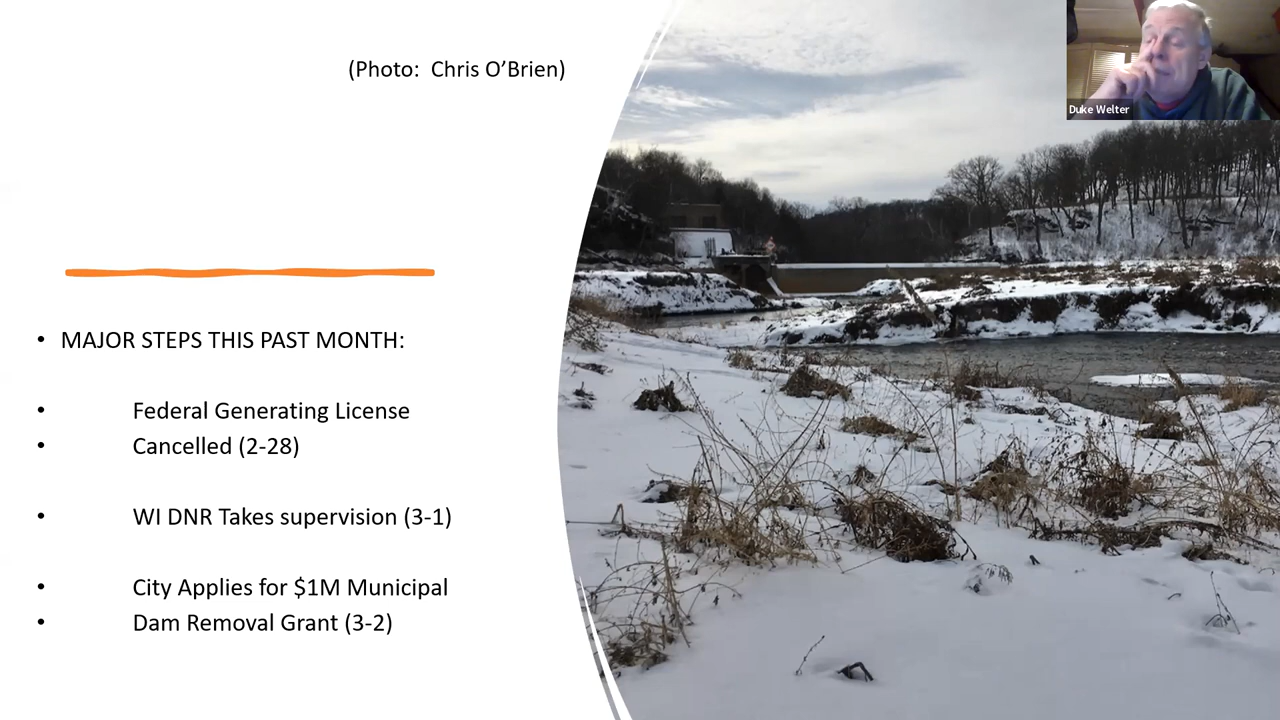 (Photo:  Chris O’Brien)
Duke Welter
• MAJOR STEPS THIS PAST MONTH:
• Federal Generating License
• Cancelled (2-28)
• WI DNR Takes supervision (3-1)
• City Applies for $1M Municipal
• Dam Removal Grant (3-2)